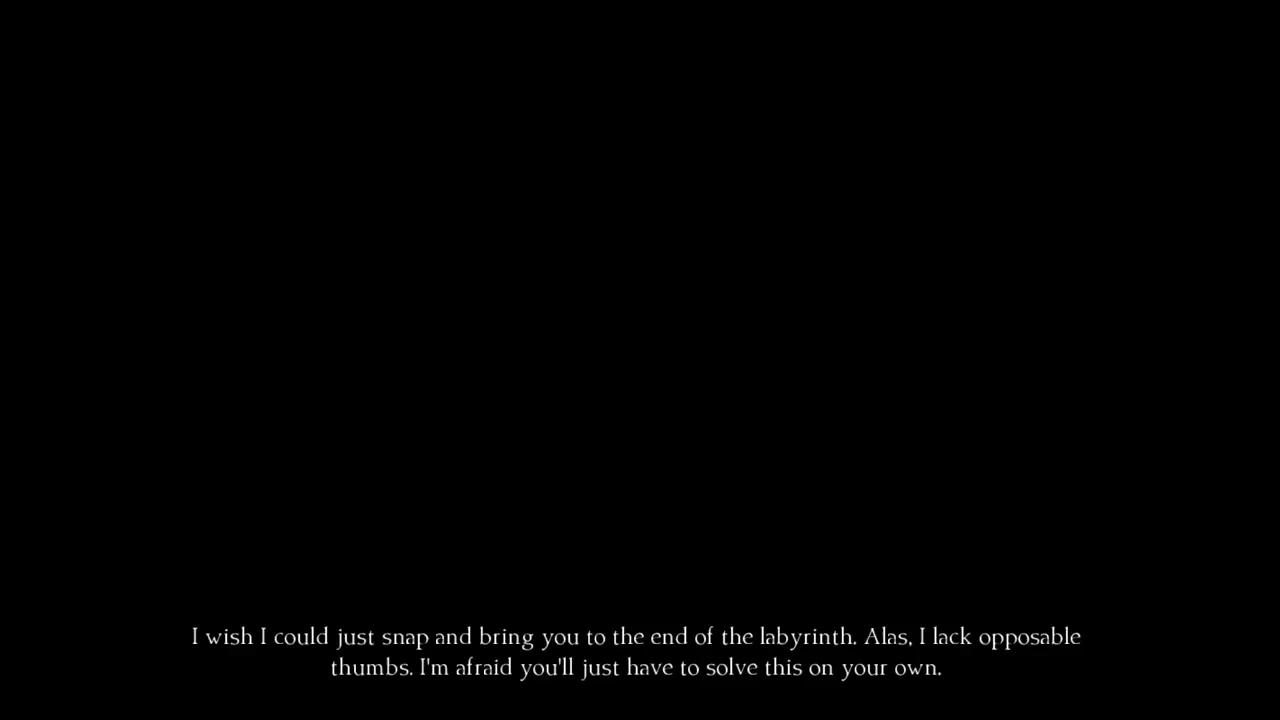 I wish I could just snap and bring you to the end of the labyrinth. Alas, I lack opposable
thumbs. I'm afraid you'll just have to solve this on your own.